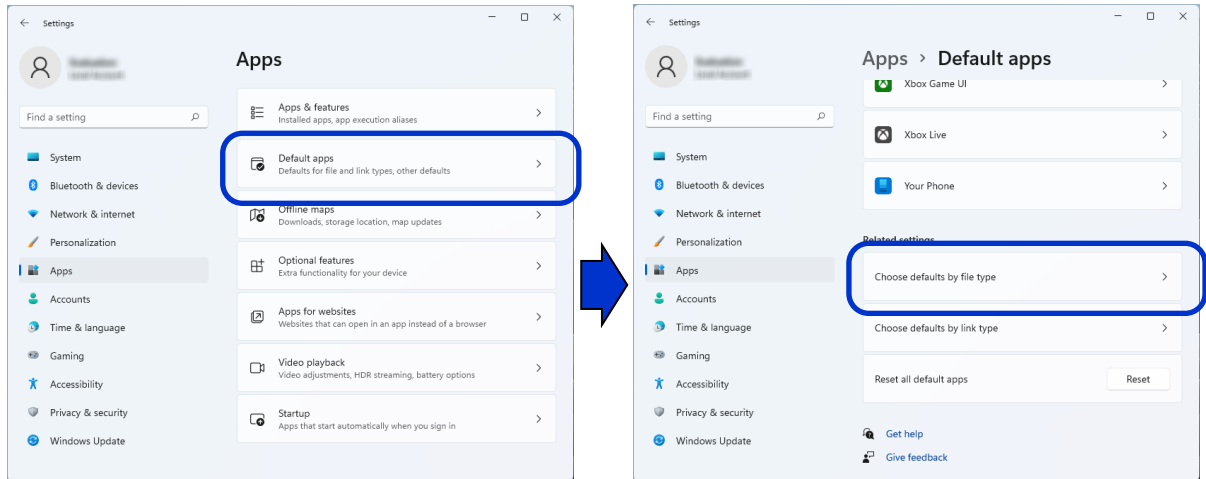 Settings
Apps
Find a setting
System
Bluetooth & devices
Network & internet
Personalization
Apps
Accounts
Time & language
Gaming
Accessibility
Privacy & security
Windows Update
Apps & features
Installed apps, app execution aliases
Default apps
Defaults for file and link types, other defaults
Offline maps
Downloads, storage location, map updates
Optional features
Extra functionality for your device
Apps for websites
Websites that can open in an app instead of a browser
Video playback
Video adjustments, HDR streaming, battery options
Startup
Apps that start automatically when you sign in
Settings
Apps > Default apps
Find a setting
System
Bluetooth & devices
Network & internet
Personalization
Apps
Accounts
Time & language
Gaming
Accessibility
Privacy & security
Windows Update
Xbox Game UI
Xbox Live
Your Phone
Related settings
Choose defaults by file type
Choose defaults by link type
Reset all default apps
Reset
Get help
Give feedback